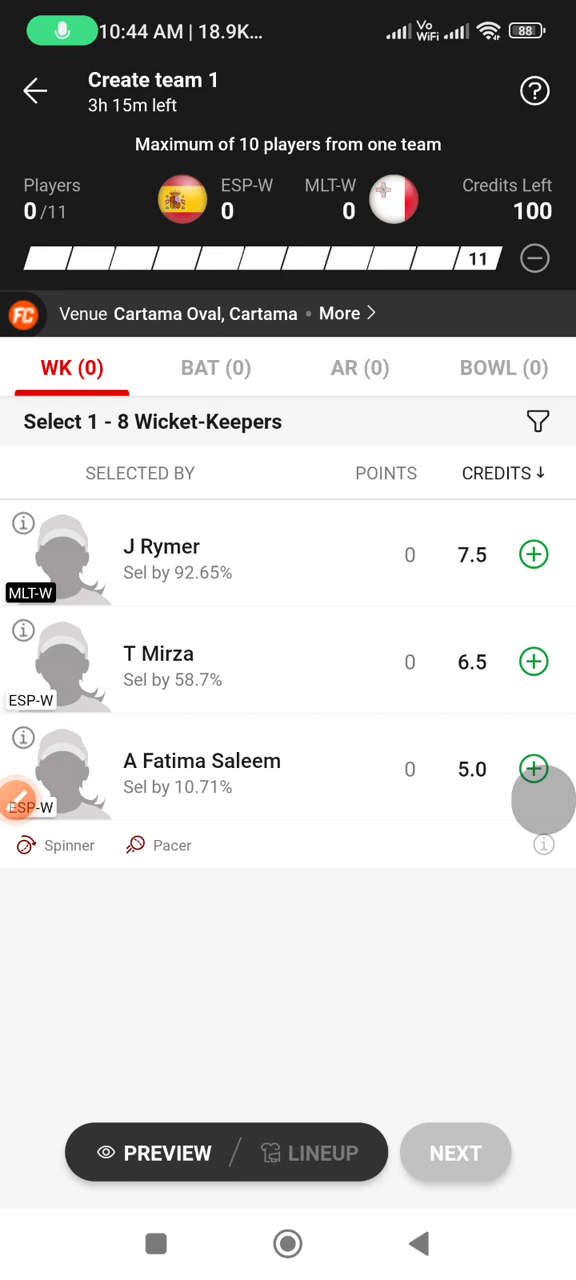 10:44 AM | 18.9K...
Vo
WiFi
88
Create team 1
3h 15m left
Maximum of 10 players from one team
Players
0/11
ESP-W
0
MLT-W
0
Credits Left
100
11
FC Venue Cartama Oval, Cartama • More >
WK (0)
BAT (0)
AR (0)
BOWL (0)
Select 1 - 8 Wicket-Keepers
SELECTED BY
POINTS
CREDITS ↓
J Rymer
Sel by 92.65%
0
7.5
MLT-W
T Mirza
Sel by 58.7%
0
6.5
ESP-W
A Fatima Saleem
Sel by 10.71%
0
5.0
ESP-W
Spinner
Pacer
PREVIEW / LINEUP
NEXT